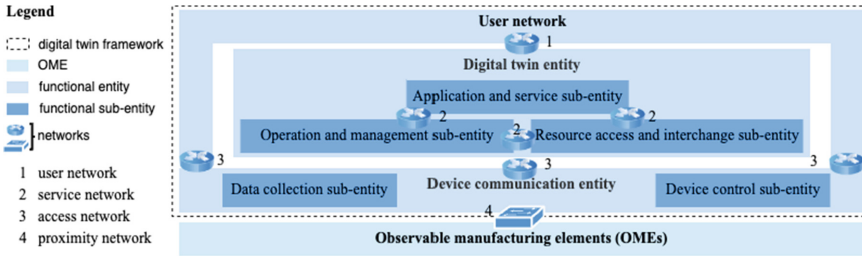 Legend
digital twin framework
OME
functional entity
functional sub-entity
networks
1 user network
2 service network
3 access network
4 proximity network
User network
1
Digital twin entity
Application and service sub-entity
2
2
Operation and management sub-entity
2
Resource access and interchange sub-entity
3
3
3
Device communication entity
Data collection sub-entity
Device control sub-entity
4
Observable manufacturing elements (OMEs)